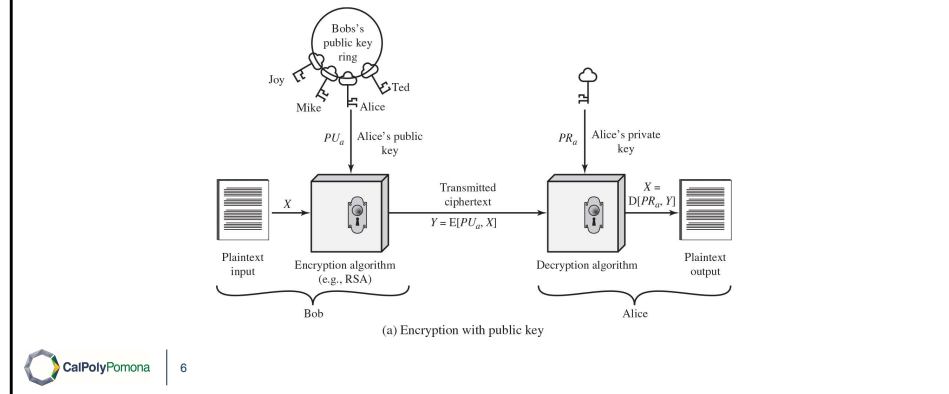 Bobs's
public key
ring
Joy
Mike
Alice
Ted
PUa
Alice's public
key
PRa
Alice's private
key
X
Transmitted
ciphertext
Y = E[PUa, X]
X =
D[PRa, Y]
Plaintext
input
Encryption algorithm
(e.g., RSA)
Decryption algorithm
Plaintext
output
Bob
Alice
(a) Encryption with public key
CalPolyPomona
6